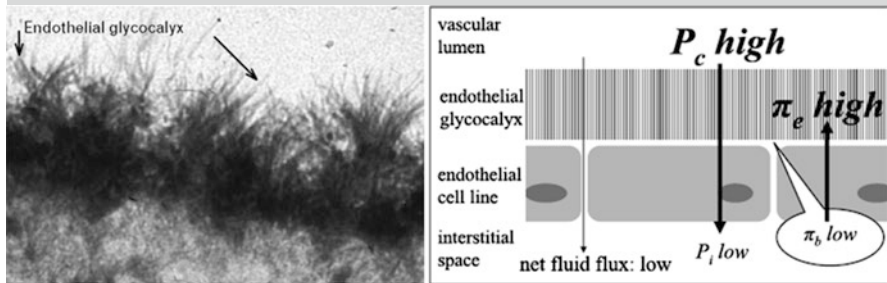 Endothelial glycocalyx
vascular
lumen
P_c high
endothelial
glycocalyx
π_e high
endothelial
cell line
interstitial
space
net fluid flux: low
P_i low
π_b low